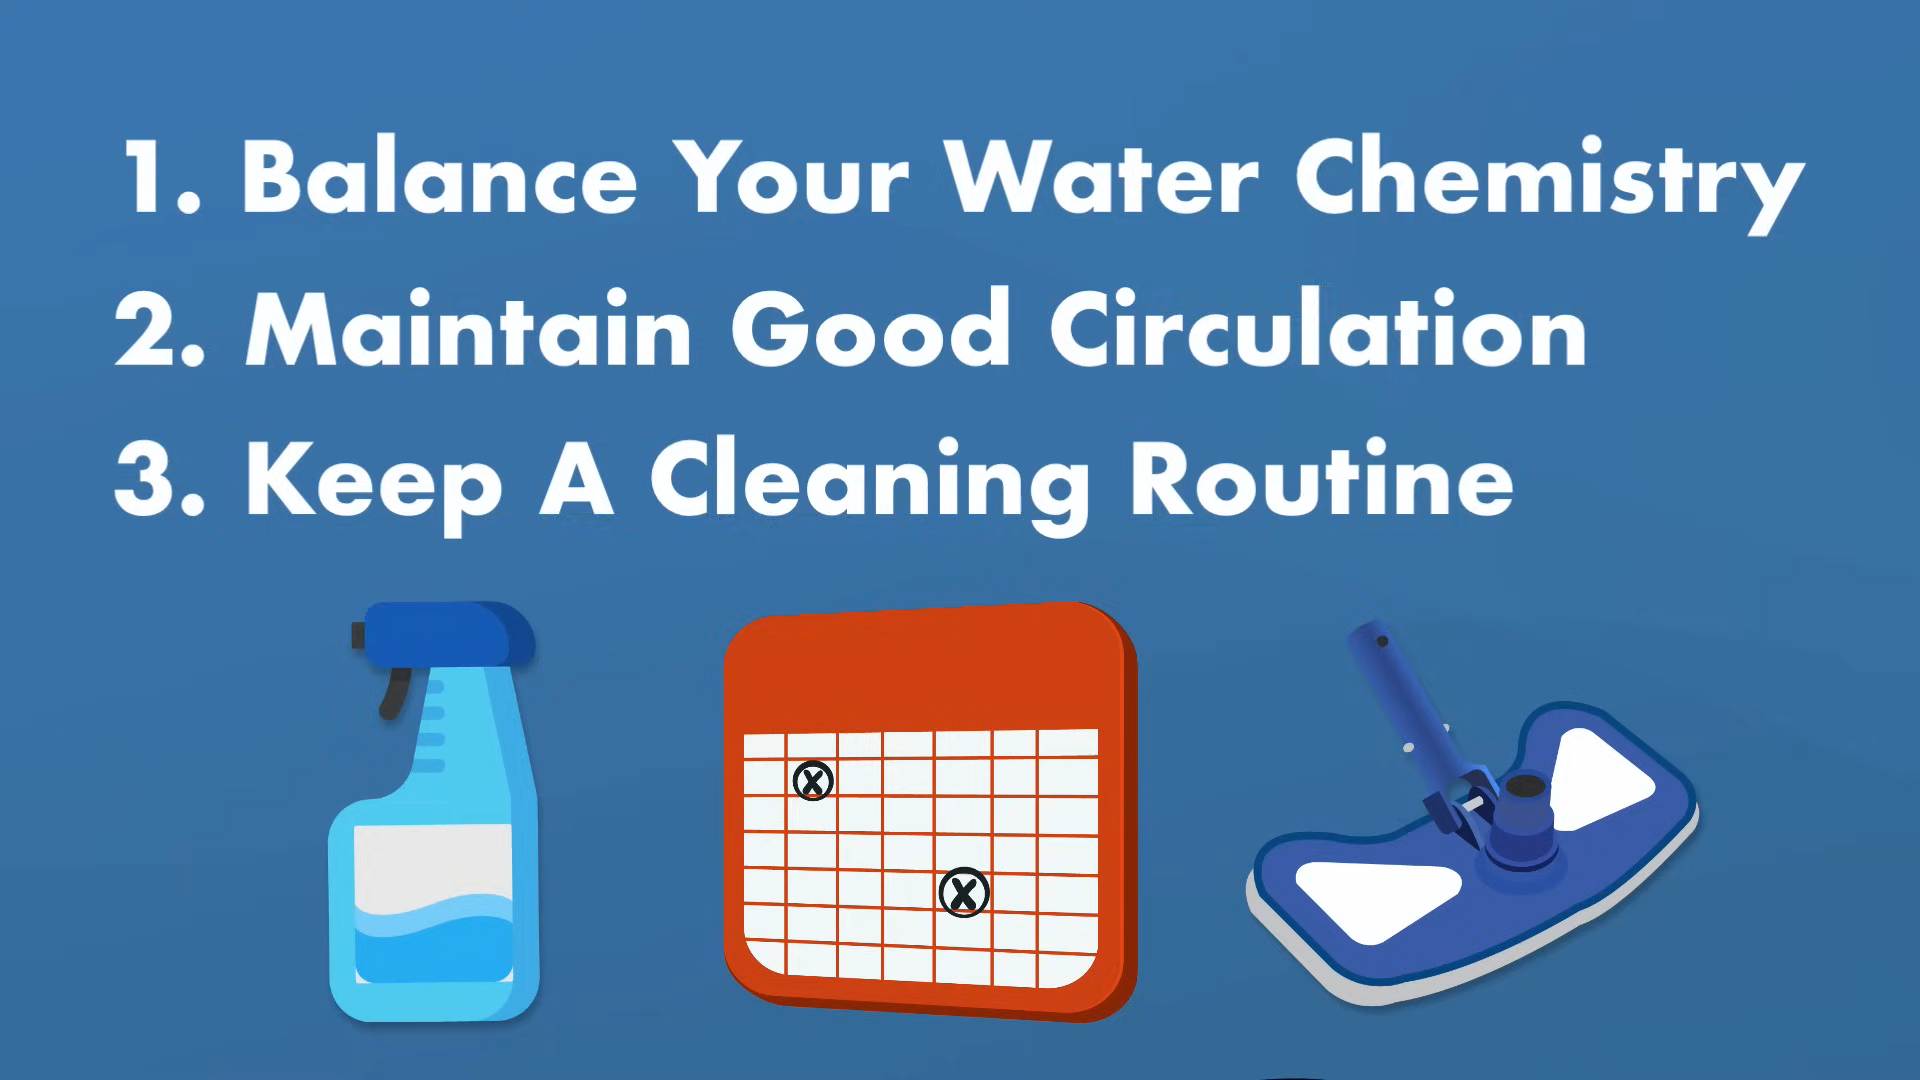 1. Balance Your Water Chemistry
2. Maintain Good Circulation
3. Keep A Cleaning Routine
X
X